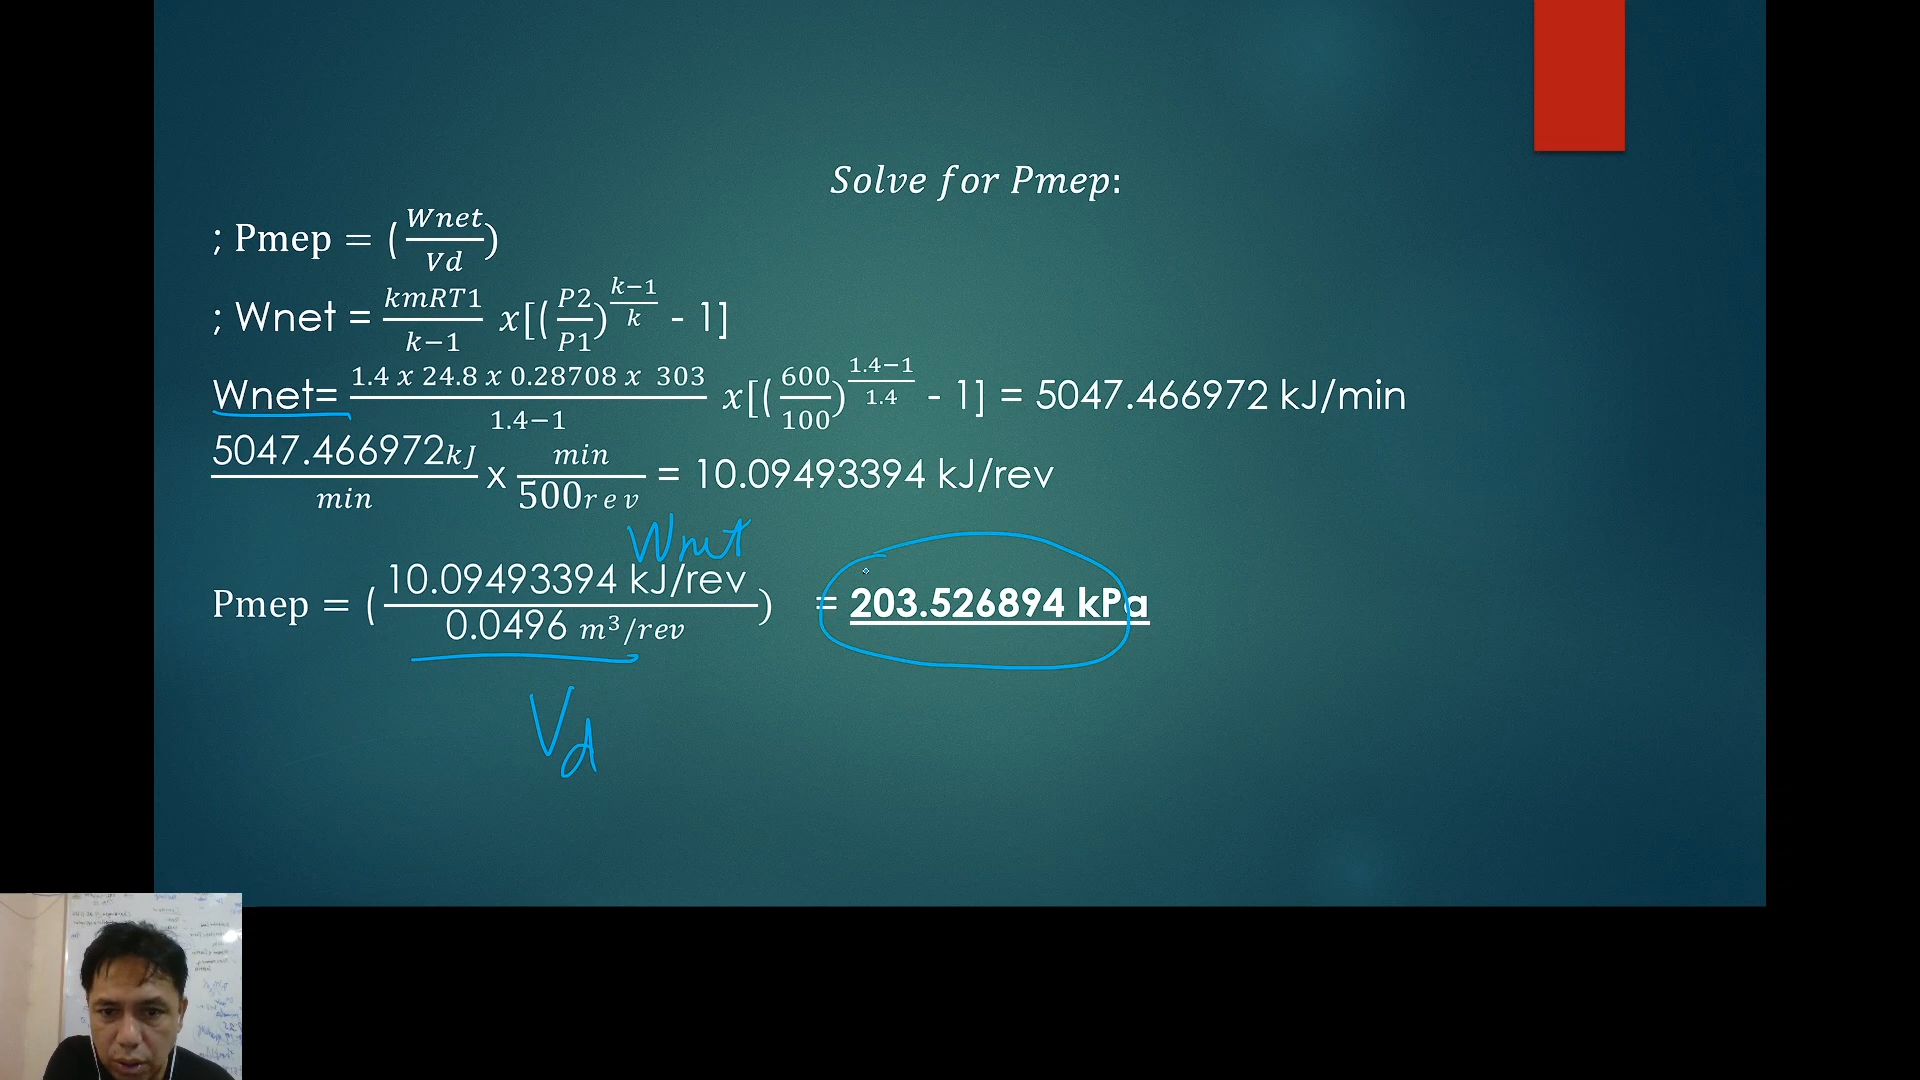 Solve for Pmep:
; Pmep = (Wnet/Vd)
; Wnet = kmRT1/k−1 x[(P2/P1)^(k−1/k) - 1]
Wnet= 1.4 x 24.8 x 0.28708 x 303/1.4−1 x[(600/100)^(1.4−1/1.4) - 1] = 5047.466972 kJ/min
5047.466972kJ/min x min/500rev = 10.09493394 kJ/rev
Wnet
Pmep = (10.09493394 kJ/rev/0.0496 m³/rev) = 203.526894 kPa
Vd